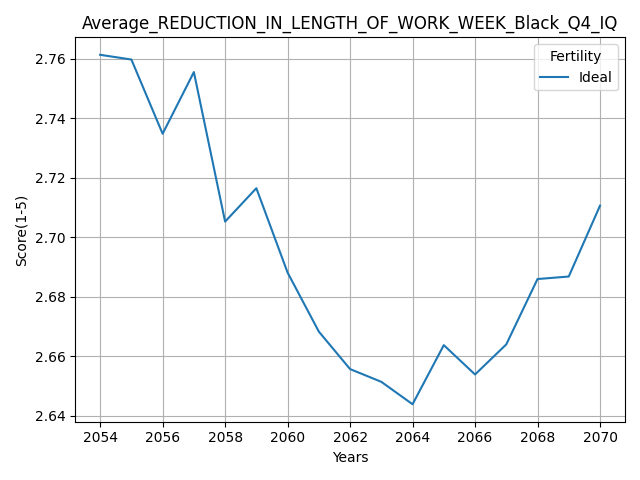 Average_REDUCTION_IN_LENGTH_OF_WORK_WEEK_Black_Q4_IQ
Fertility
Ideal
2.76
2.74
2.72
2.70
2.68
2.66
2.64
Score(1-5)
2054 2056 2058 2060 2062 2064 2066 2068 2070
Years